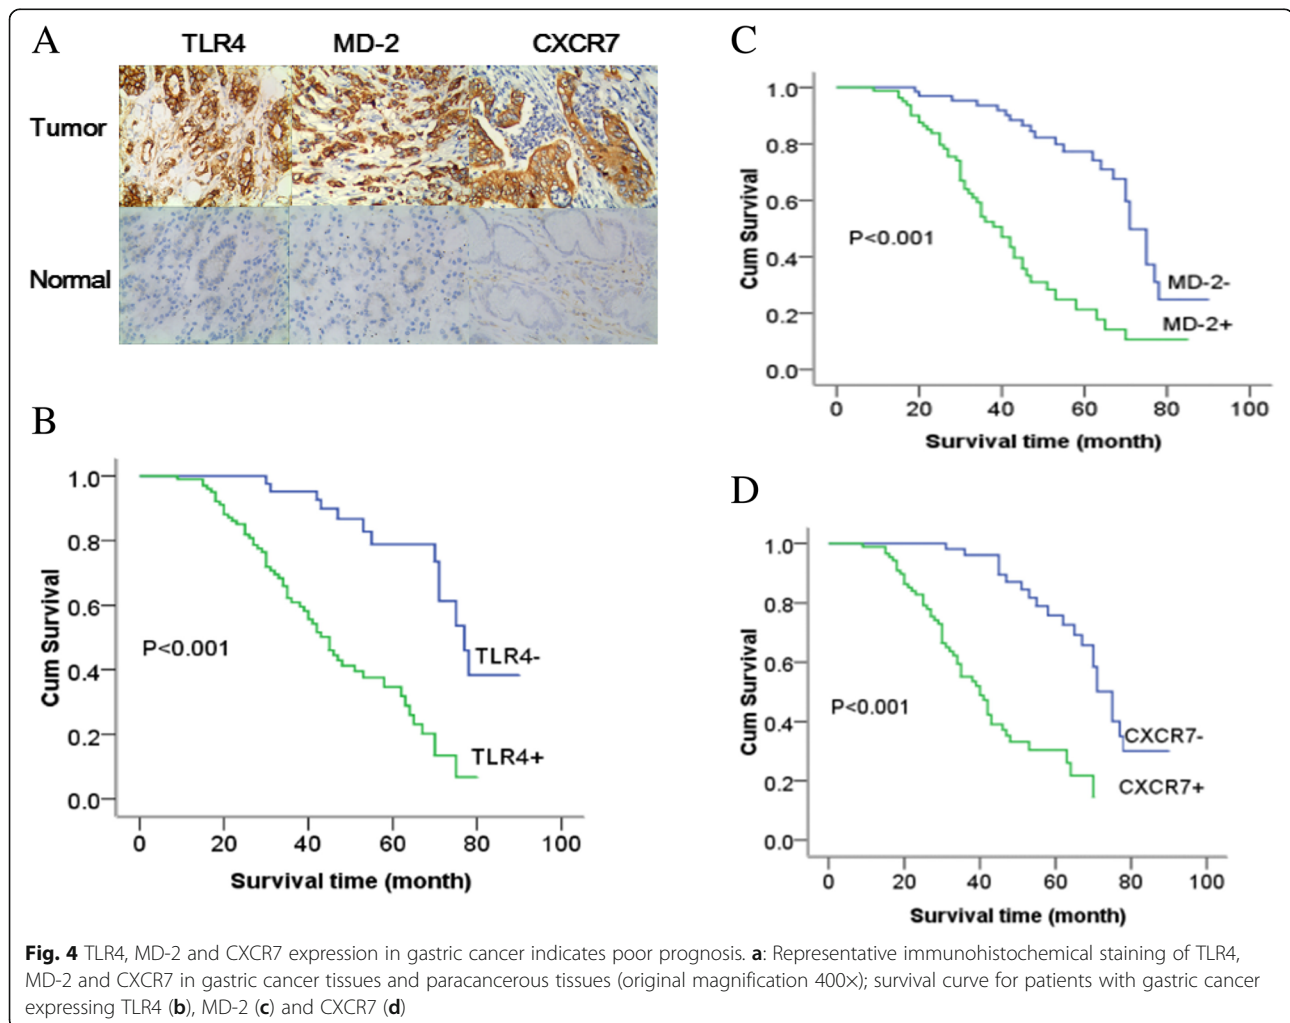 A
TLR4 MD-2 CXCR7
Tumor
Normal
B
1.0
0.8
0.6
0.4
0.2
0.0
Cum Survival
P<0.001
TLR4-
TLR4+
0 20 40 60 80 100
Survival time (month)
C
1.0
0.8
0.6
0.4
0.2
0.0
Cum Survival
P<0.001
MD-2-
MD-2+
0 20 40 60 80 100
Survival time (month)
D
1.0
0.8
0.6
0.4
0.2
0.0
Cum Survival
P<0.001
CXCR7-
CXCR7+
0 20 40 60 80 100
Survival time (month)
Fig. 4 TLR4, MD-2 and CXCR7 expression in gastric cancer indicates poor prognosis. a: Representative immunohistochemical staining of TLR4,
MD-2 and CXCR7 in gastric cancer tissues and paracancerous tissues (original magnification 400×); survival curve for patients with gastric cancer
expressing TLR4 (b), MD-2 (c) and CXCR7 (d)